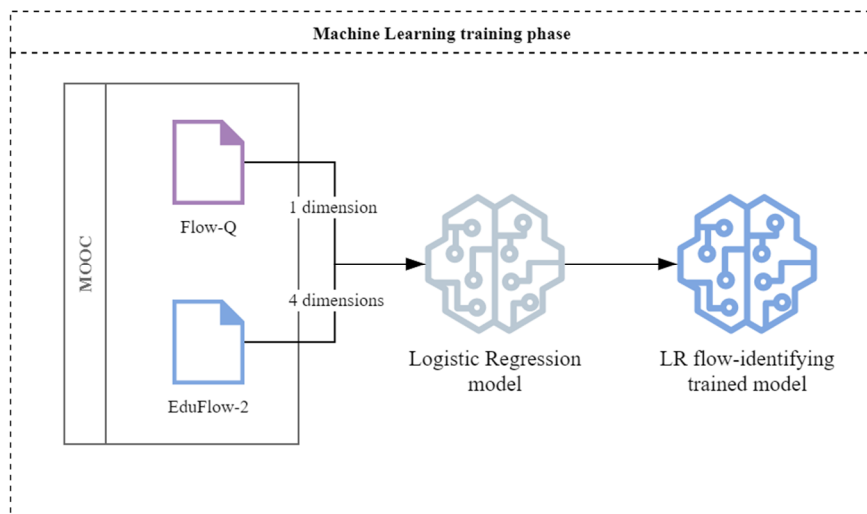 Machine Learning training phase
MOOC
Flow-Q
1 dimension
4 dimensions
EduFlow-2
Logistic Regression
model
LR flow-identifying
trained model